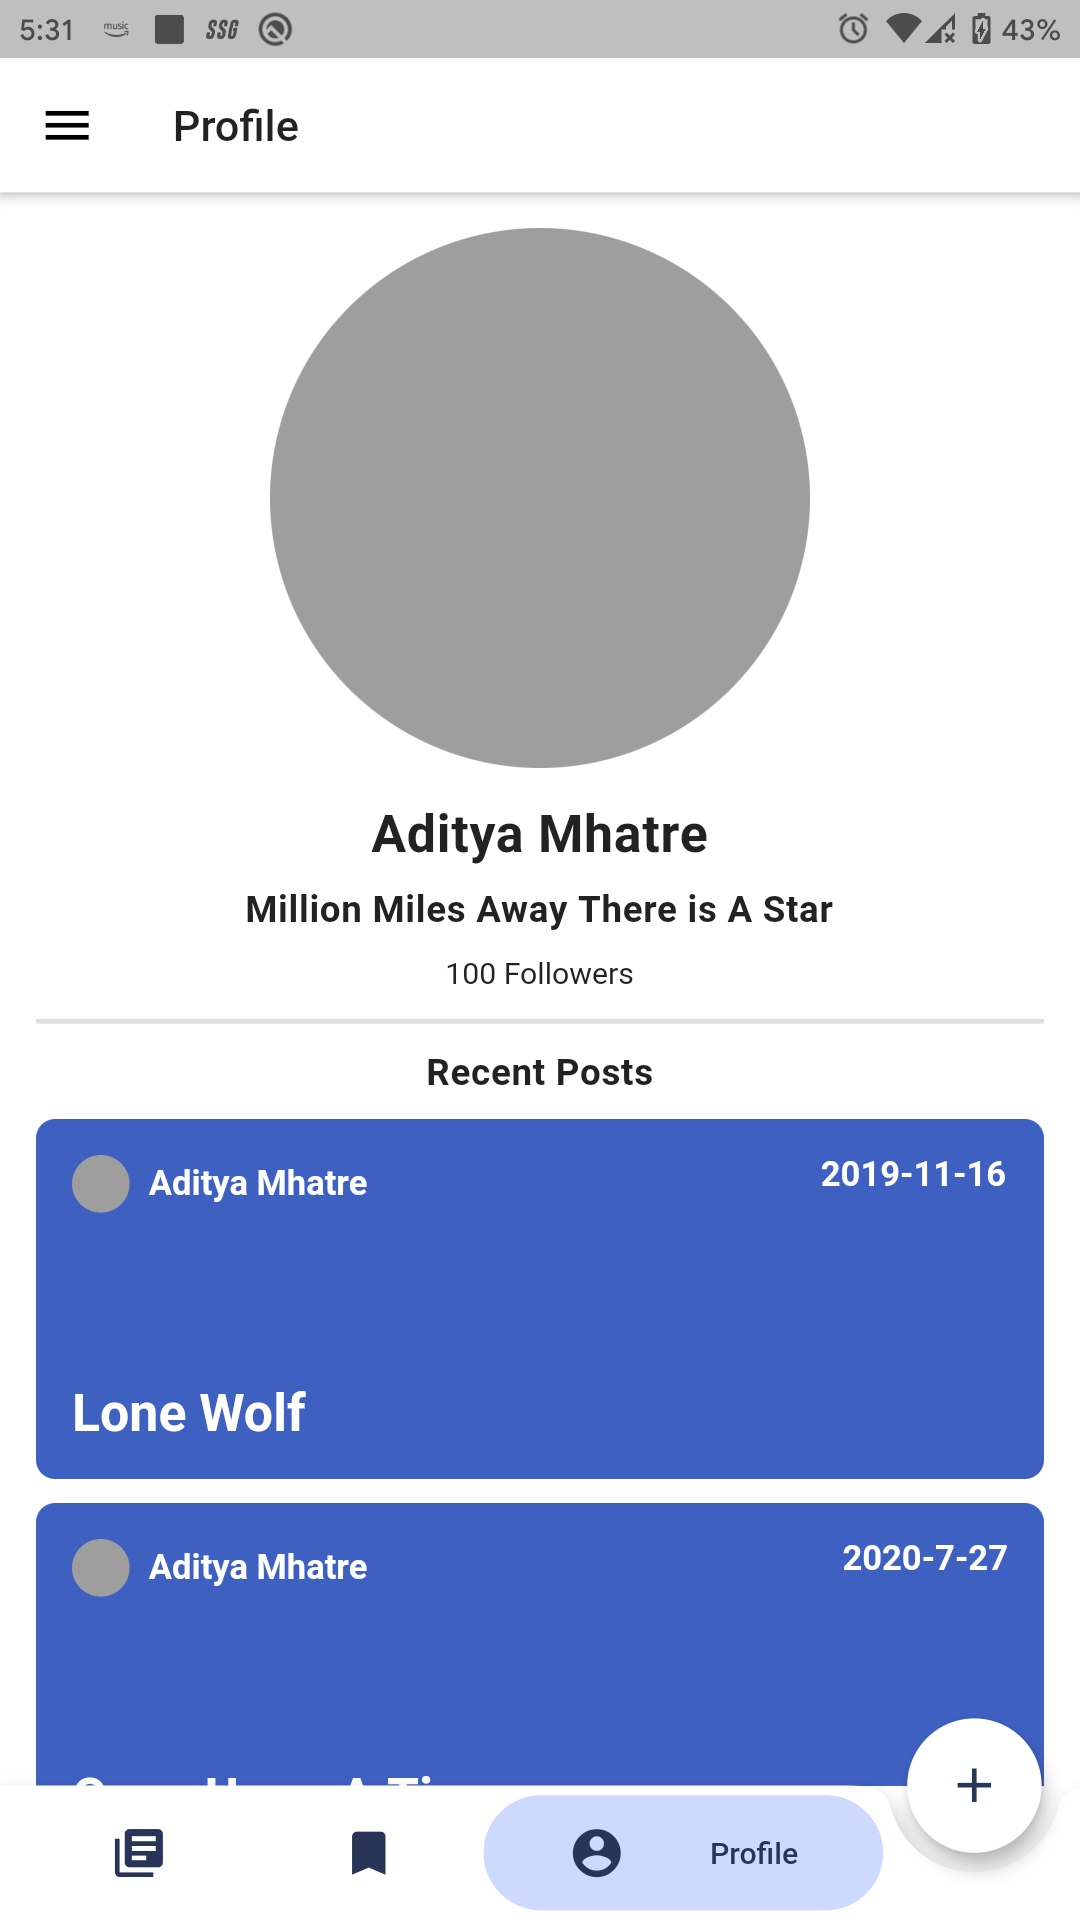 5:31 music SSG 43%
Profile
Aditya Mhatre
Million Miles Away There is A Star
100 Followers
Recent Posts
Aditya Mhatre 2019-11-16
Lone Wolf
Aditya Mhatre 2020-7-27
Profile